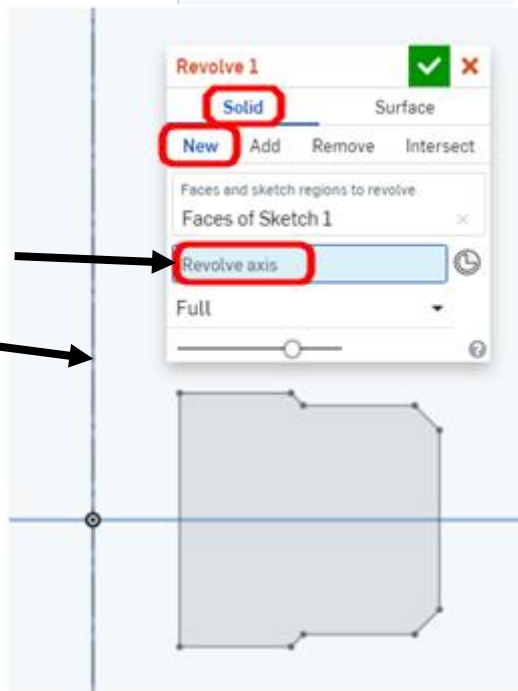 Revolve 1
Solid Surface
New Add Remove Intersect
Faces and sketch regions to revolve
Faces of Sketch 1
Revolve axis
Full